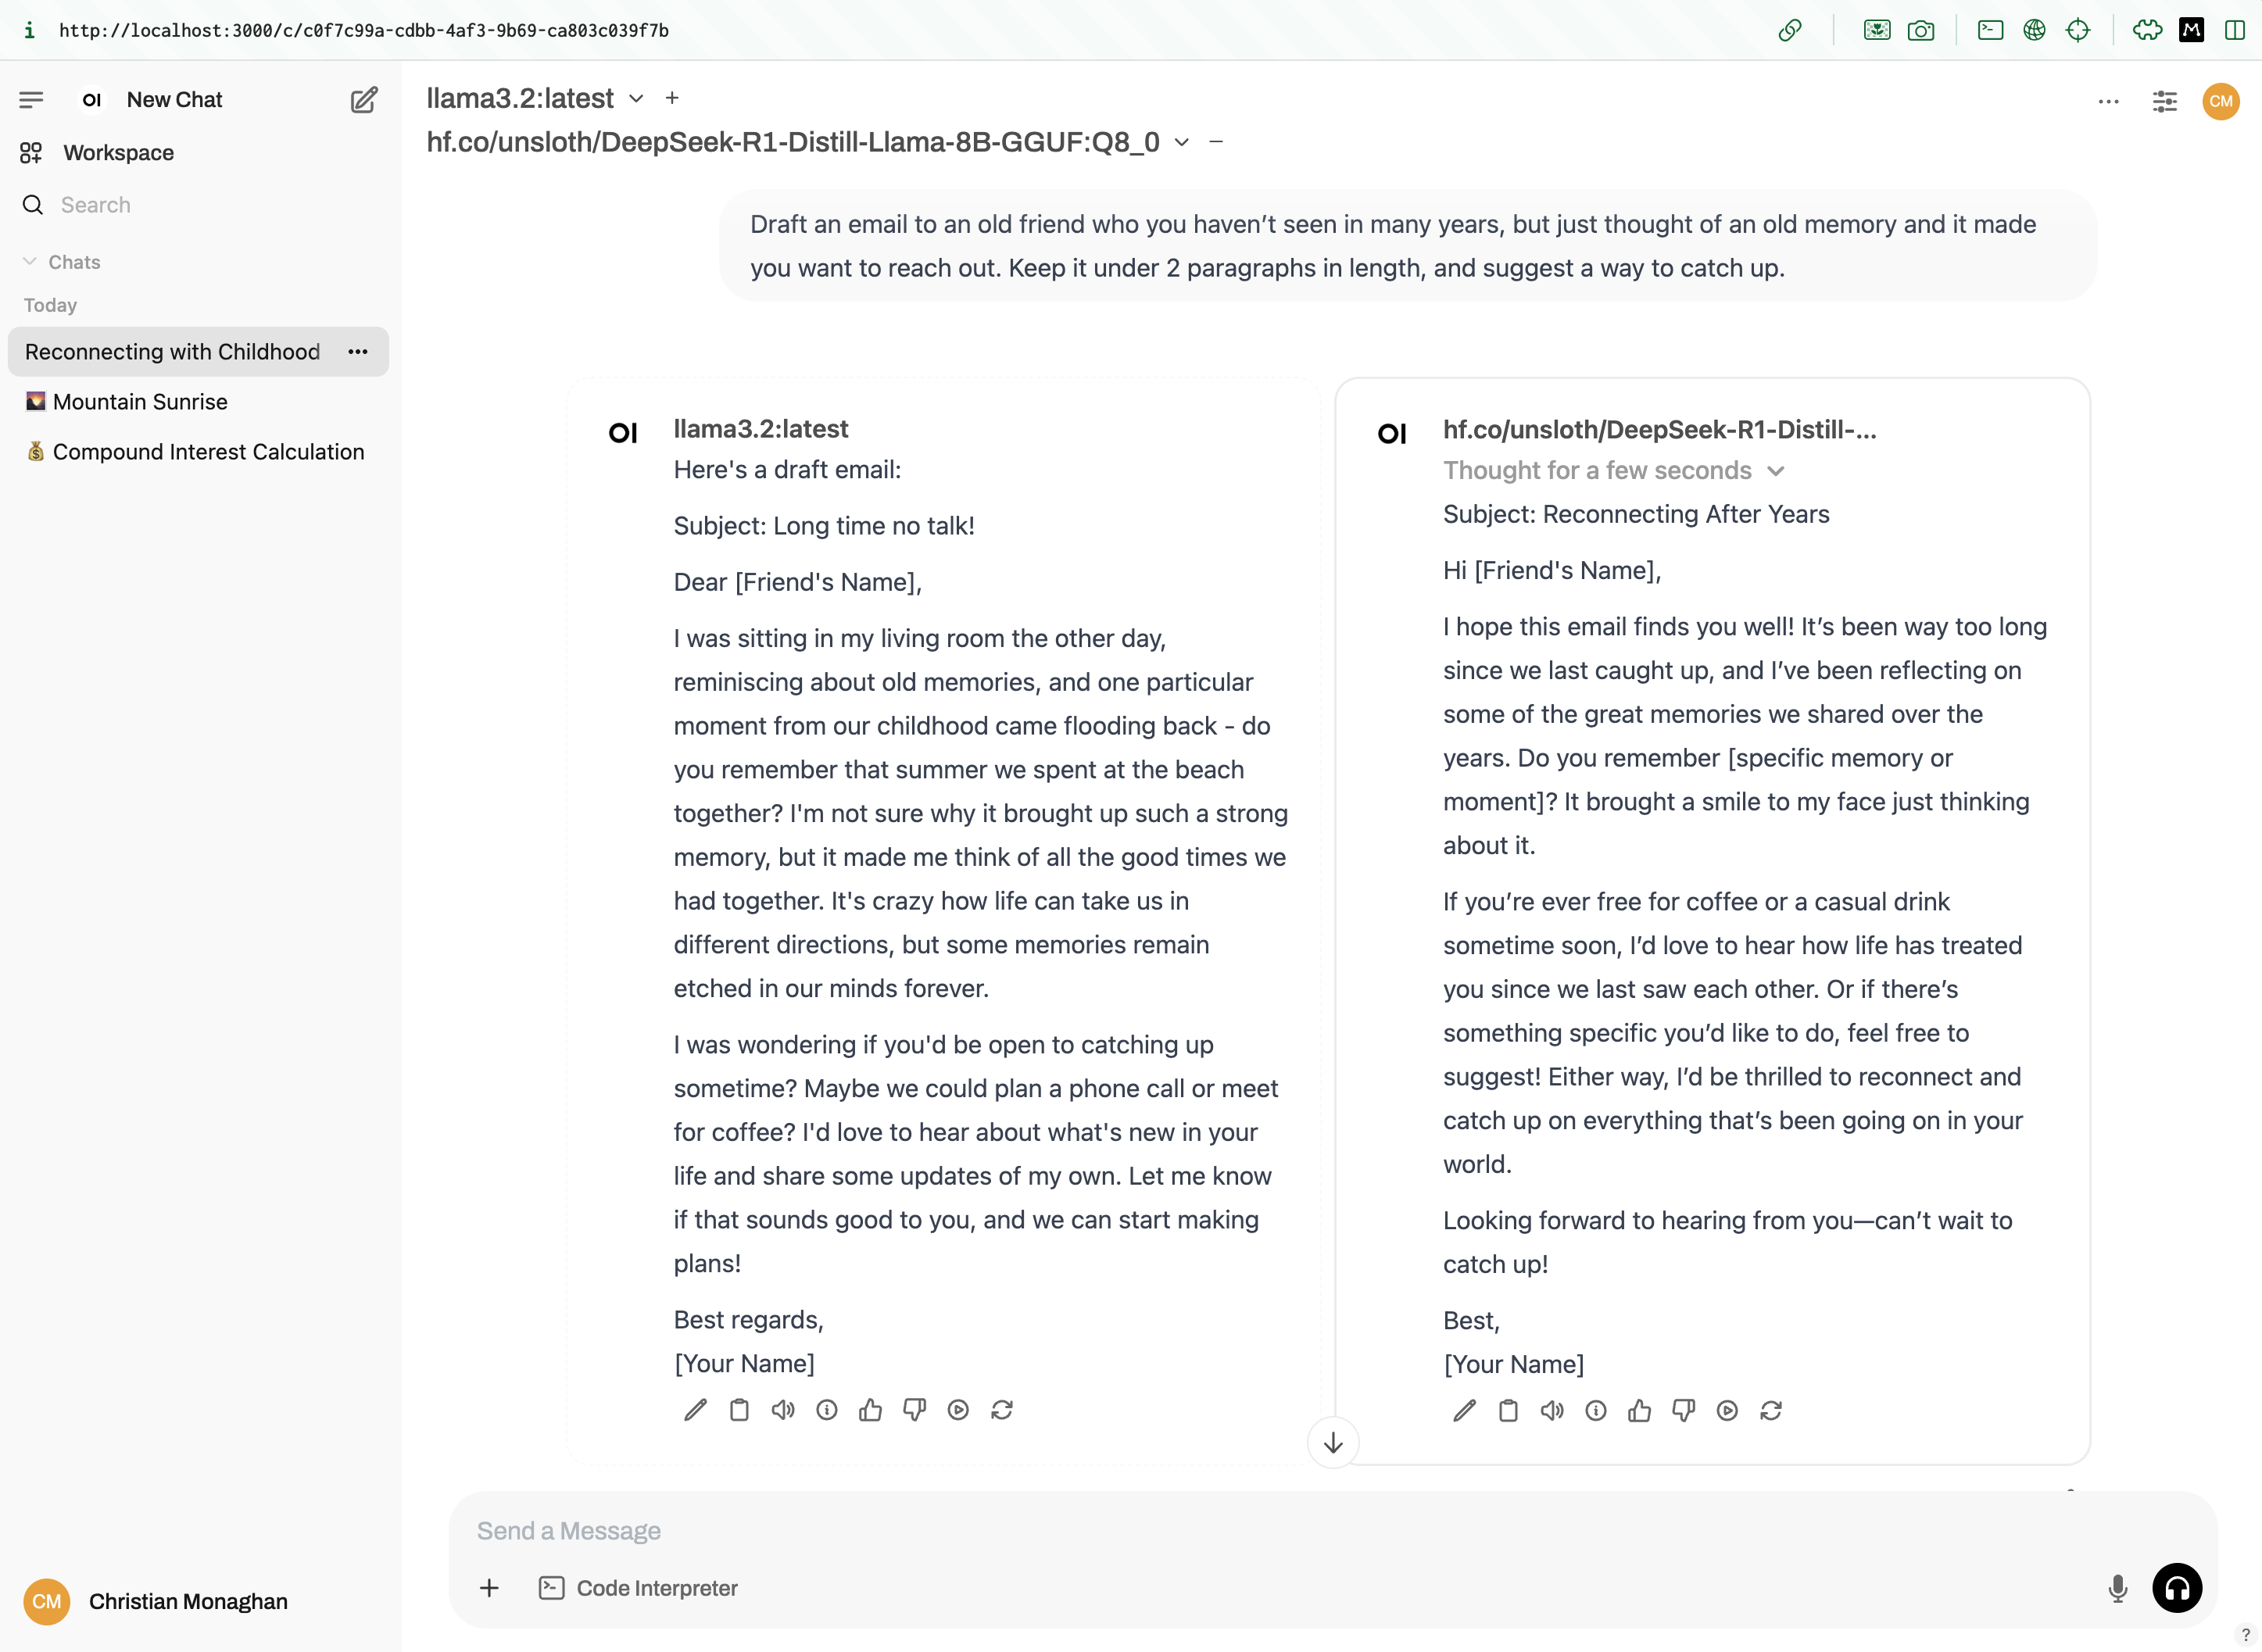 http://localhost:3000/c/c0f7c99a-cdbb-4af3-9b69-ca803c039f7b
OI New Chat
Workspace
Search
Chats
Today
Reconnecting with Childhood
Mountain Sunrise
Compound Interest Calculation
CM Christian Monaghan
llama3.2:latest
hf.co/unsloth/DeepSeek-R1-Distill-Llama-8B-GGUF:Q8_0
CM
Draft an email to an old friend who you haven’t seen in many years, but just thought of an old memory and it made
you want to reach out. Keep it under 2 paragraphs in length, and suggest a way to catch up.
OI llama3.2:latest
Here's a draft email:
Subject: Long time no talk!
Dear [Friend's Name],
I was sitting in my living room the other day,
reminiscing about old memories, and one particular
moment from our childhood came flooding back - do
you remember that summer we spent at the beach
together? I'm not sure why it brought up such a strong
memory, but it made me think of all the good times we
had together. It's crazy how life can take us in
different directions, but some memories remain
etched in our minds forever.
I was wondering if you'd be open to catching up
sometime? Maybe we could plan a phone call or meet
for coffee? I'd love to hear about what's new in your
life and share some updates of my own. Let me know
if that sounds good to you, and we can start making
plans!
Best regards,
[Your Name]
OI hf.co/unsloth/DeepSeek-R1-Distill-...
Thought for a few seconds
Subject: Reconnecting After Years
Hi [Friend's Name],
I hope this email finds you well! It’s been way too long
since we last caught up, and I’ve been reflecting on
some of the great memories we shared over the
years. Do you remember [specific memory or
moment]? It brought a smile to my face just thinking
about it.
If you’re ever free for coffee or a casual drink
sometime soon, I’d love to hear how life has treated
you since we last saw each other. Or if there’s
something specific you’d like to do, feel free to
suggest! Either way, I’d be thrilled to reconnect and
catch up on everything that’s been going on in your
world.
Looking forward to hearing from you—can’t wait to
catch up!
Best,
[Your Name]
Send a Message
Code Interpreter
?